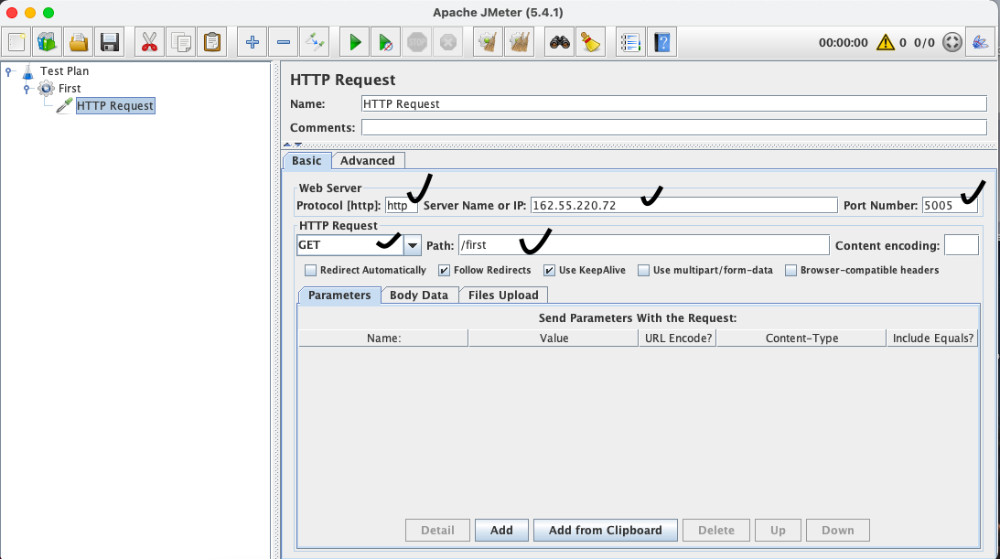 Apache JMeter (5.4.1)
STOP
00:00:00 0 0/0
?
Test Plan
First
HTTP Request
HTTP Request
Name: HTTP Request
Comments:
Basic Advanced
Web Server
Protocol [http]: http Server Name or IP: 162.55.220.72 Port Number: 5005
HTTP Request
GET Path: /first Content encoding:
Redirect Automatically Follow Redirects Use KeepAlive Use multipart/form-data Browser-compatible headers
Parameters Body Data Files Upload
Send Parameters With the Request:
Name: Value URL Encode? Content-Type Include Equals?
Detail Add Add from Clipboard Delete Up Down